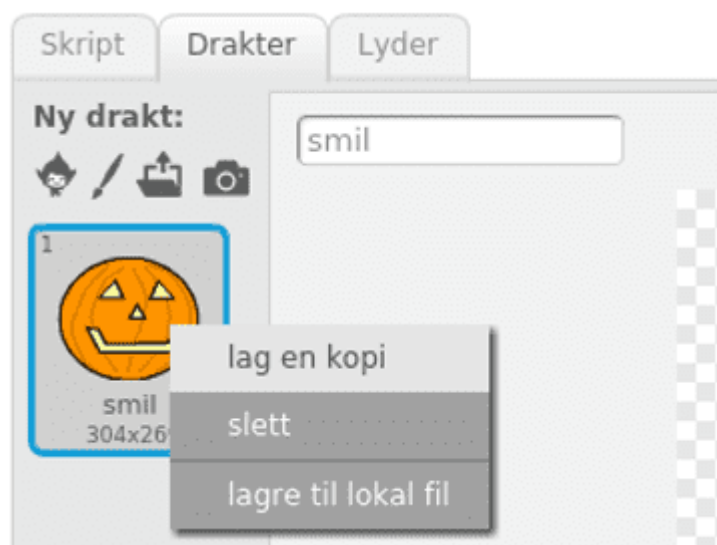 Skript
Drakter
Lyder
Ny drakt:
smil
1
smil
lag en kopi
slett
lagre til lokal fil